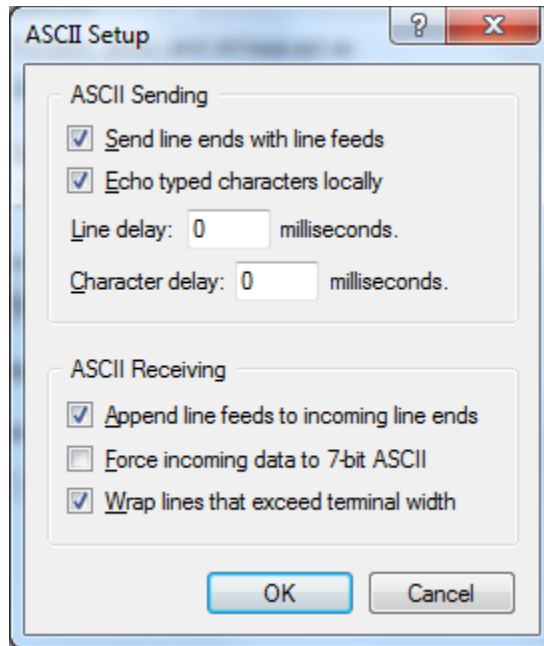 ASCII Setup
ASCII Sending
Send line ends with line feeds
Echo typed characters locally
Line delay: 0 milliseconds.
Character delay: 0 milliseconds.
ASCII Receiving
Append line feeds to incoming line ends
Force incoming data to 7-bit ASCII
Wrap lines that exceed terminal width
OK Cancel